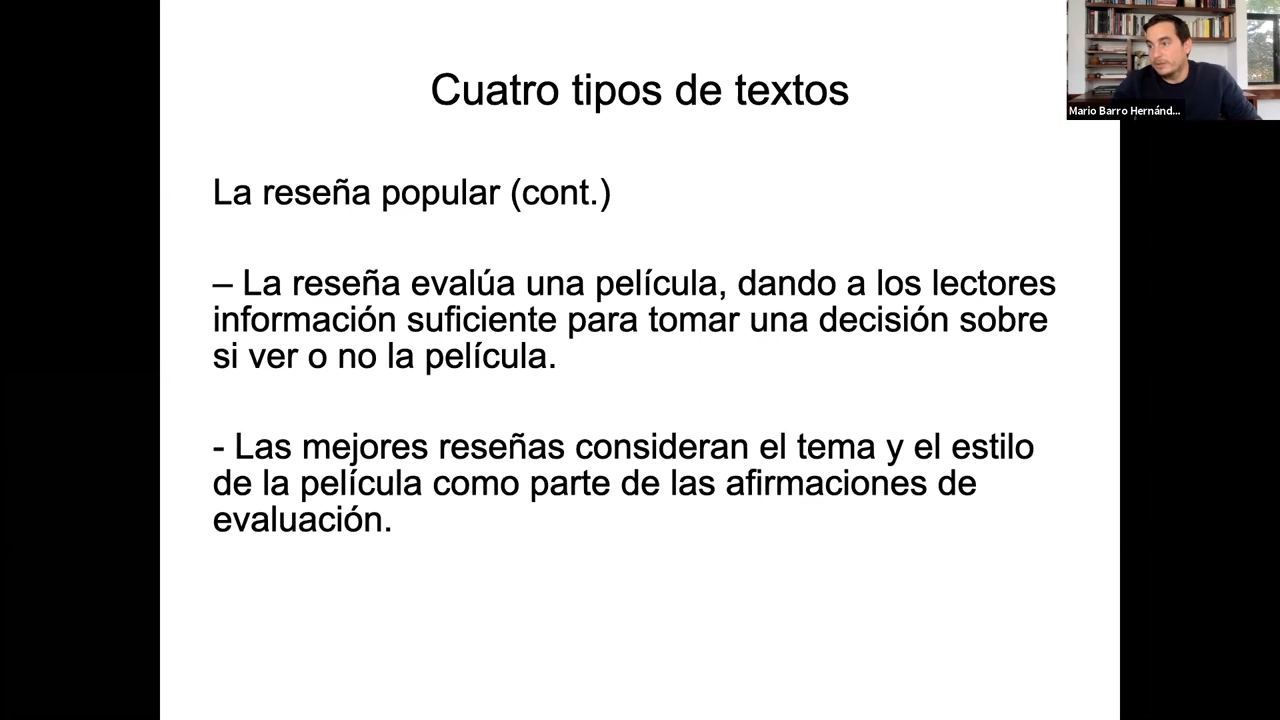 Cuatro tipos de textos
Mario Barro Hernánd...
La reseña popular (cont.)
– La reseña evalúa una película, dando a los lectores
información suficiente para tomar una decisión sobre
si ver o no la película.
- Las mejores reseñas consideran el tema y el estilo
de la película como parte de las afirmaciones de
evaluación.